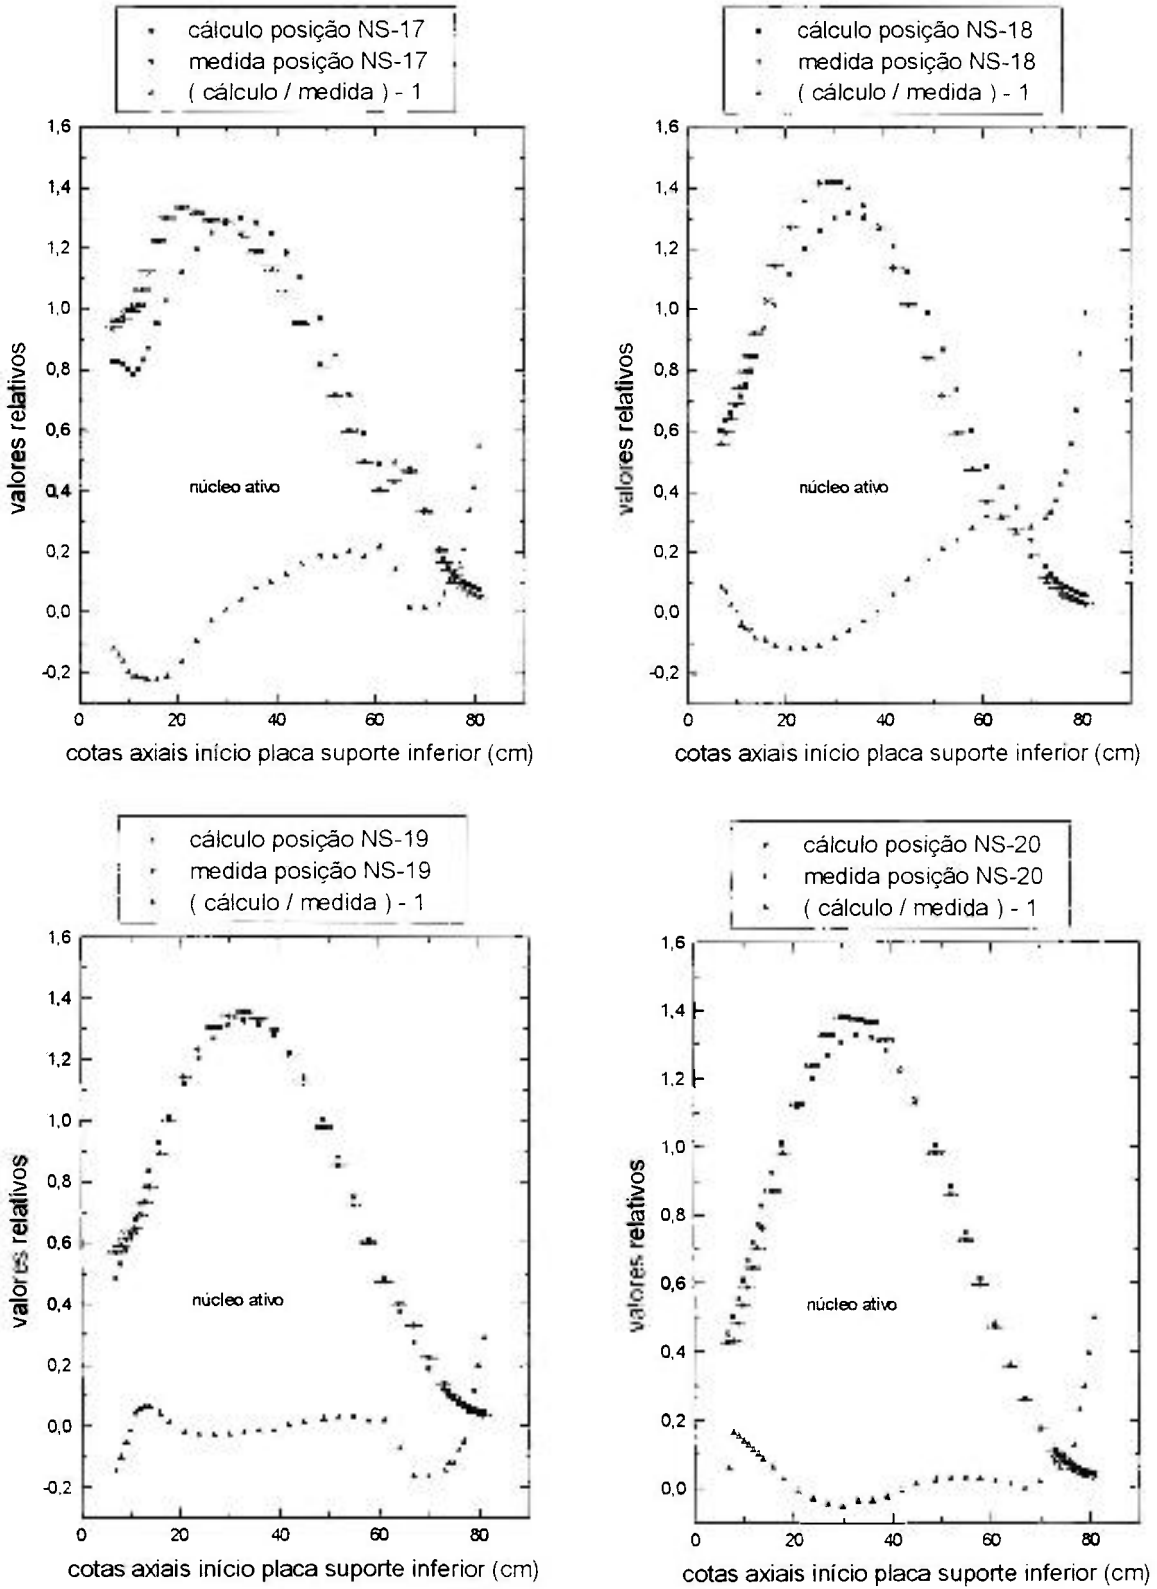 cálculo posição NS-17
medida posição NS-17
( cálculo / medida ) - 1
1,6
1,4
1,2
1,0
0,8
0,6
0,4
0,2
0,0
-0,2
valores relativos
núcleo ativo
0 20 40 60 80
cotas axiais início placa suporte inferior (cm)
cálculo posição NS-18
medida posição NS-18
( cálculo / medida ) - 1
1,6
1,4
1,2
1,0
0,8
0,6
0,4
0,2
0,0
-0,2
valores relativos
núcleo ativo
0 20 40 60 80
cotas axiais início placa suporte inferior (cm)
cálculo posição NS-19
medida posição NS-19
( cálculo / medida ) - 1
1,6
1,4
1,2
1,0
0,8
0,6
0,4
0,2
0,0
-0,2
valores relativos
núcleo ativo
0 20 40 60 80
cotas axiais início placa suporte inferior (cm)
cálculo posição NS-20
medida posição NS-20
( cálculo / medida ) - 1
1,6
1,4
1,2
1,0
0,8
0,6
0,4
0,2
0,0
valores relativos
núcleo ativo
0 20 40 60 80
cotas axiais início placa suporte inferior (cm)